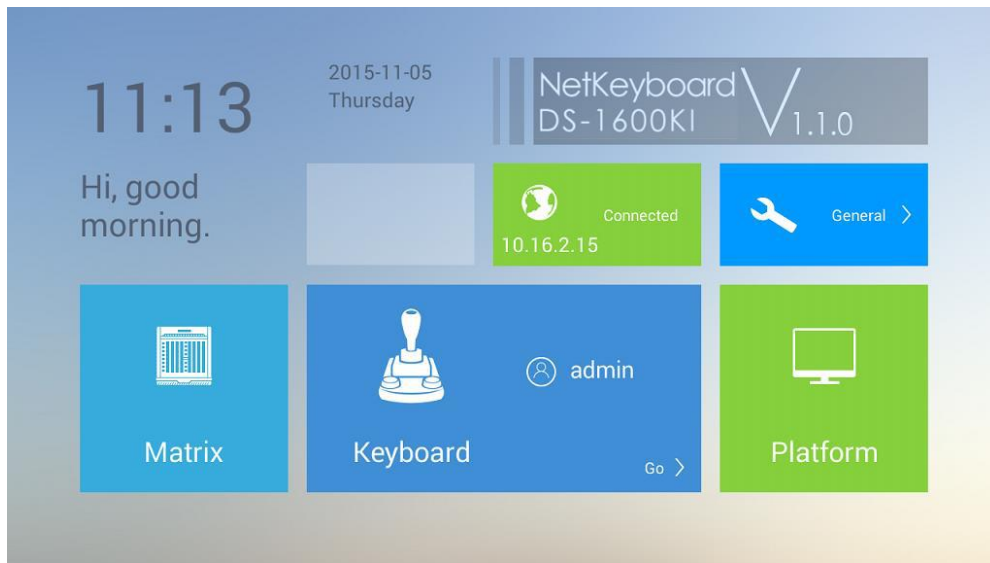 11:13
2015-11-05
Thursday
NetKeyboard
DS-1600KI
V1.1.0
Hi, good
morning.
Connected
10.16.2.15
General
Matrix
Keyboard
admin
Go
Platform